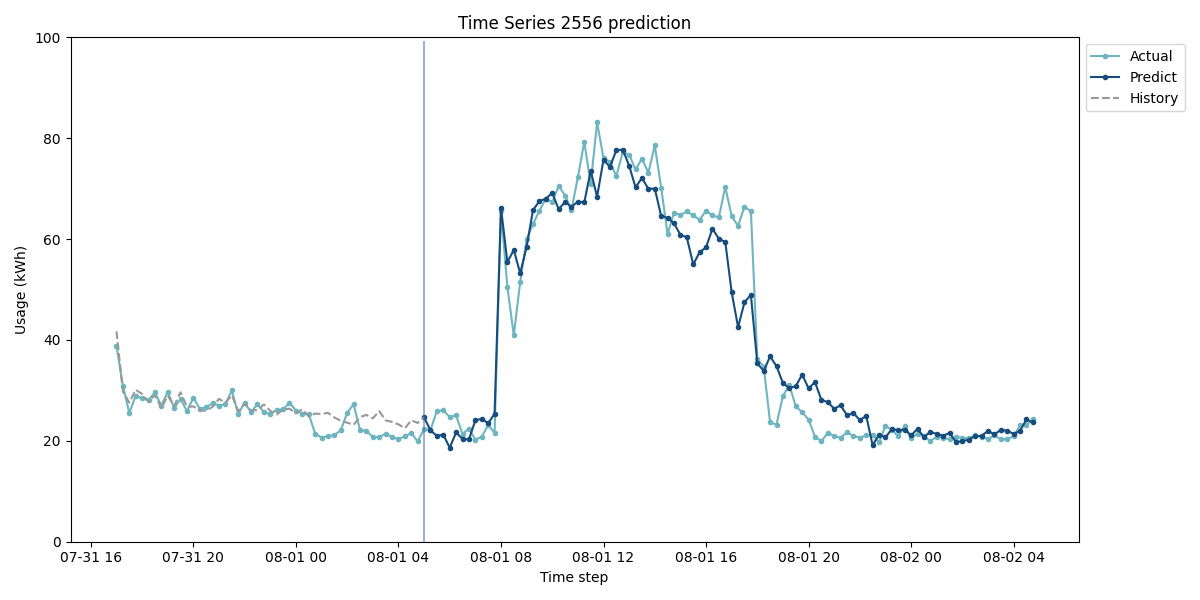 Time Series 2556 prediction
Actual
Predict
History
Usage (kWh)
100
80
60
40
20
0
07-31 16
07-31 20
08-01 00
08-01 04
08-01 08
08-01 12
08-01 16
08-01 20
08-02 00
08-02 04
Time step